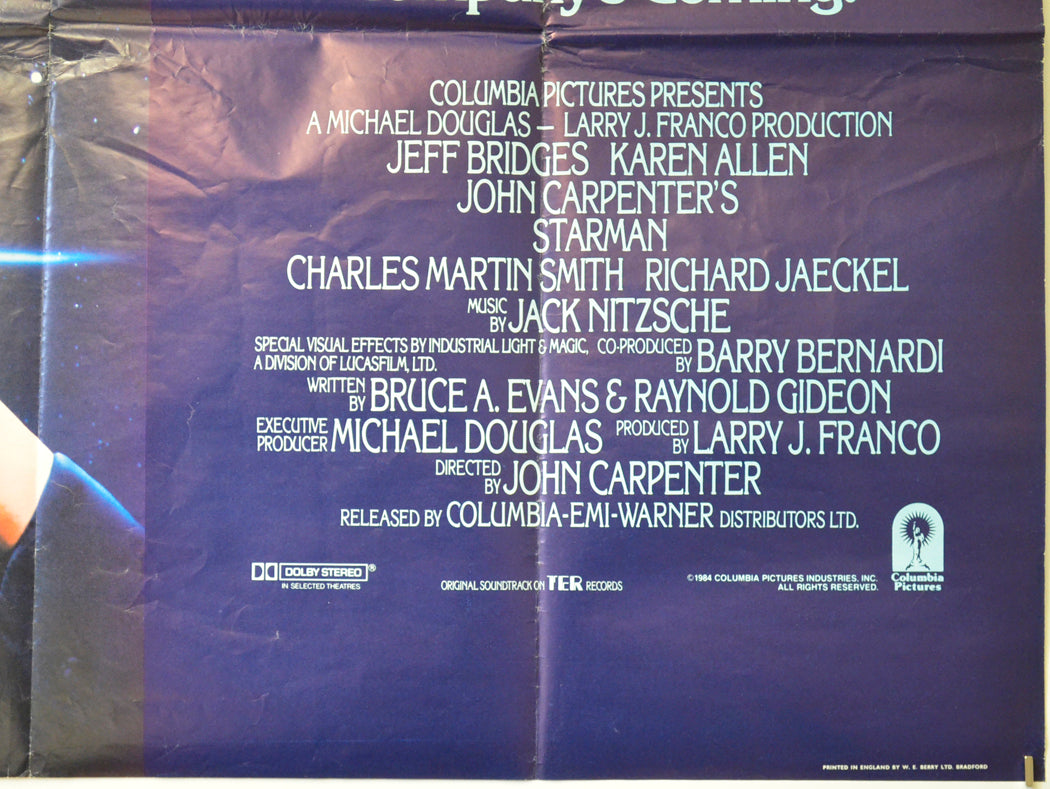 Company's Coming.
COLUMBIA PICTURES PRESENTS
A MICHAEL DOUGLAS – LARRY J. FRANCO PRODUCTION
JEFF BRIDGES KAREN ALLEN
JOHN CARPENTER'S
STARMAN
CHARLES MARTIN SMITH RICHARD JAECKEL
MUSIC BY JACK NITZSCHE
SPECIAL VISUAL EFFECTS BY INDUSTRIAL LIGHT & MAGIC,
A DIVISION OF LUCASFILM, LTD.
CO-PRODUCED BY BARRY BERNARDI
WRITTEN BY BRUCE A. EVANS & RAYNOLD GIDEON
EXECUTIVE PRODUCER MICHAEL DOUGLAS PRODUCED BY LARRY J. FRANCO
DIRECTED BY JOHN CARPENTER
RELEASED BY COLUMBIA-EMI-WARNER DISTRIBUTORS LTD.
DOLBY STEREO®
IN SELECTED THEATRES
ORIGINAL SOUNDTRACK ON TER RECORDS
©1984 COLUMBIA PICTURES INDUSTRIES, INC.
ALL RIGHTS RESERVED.
Columbia
Pictures
PRINTED IN ENGLAND BY W. E. BERRY LTD. BRADFORD